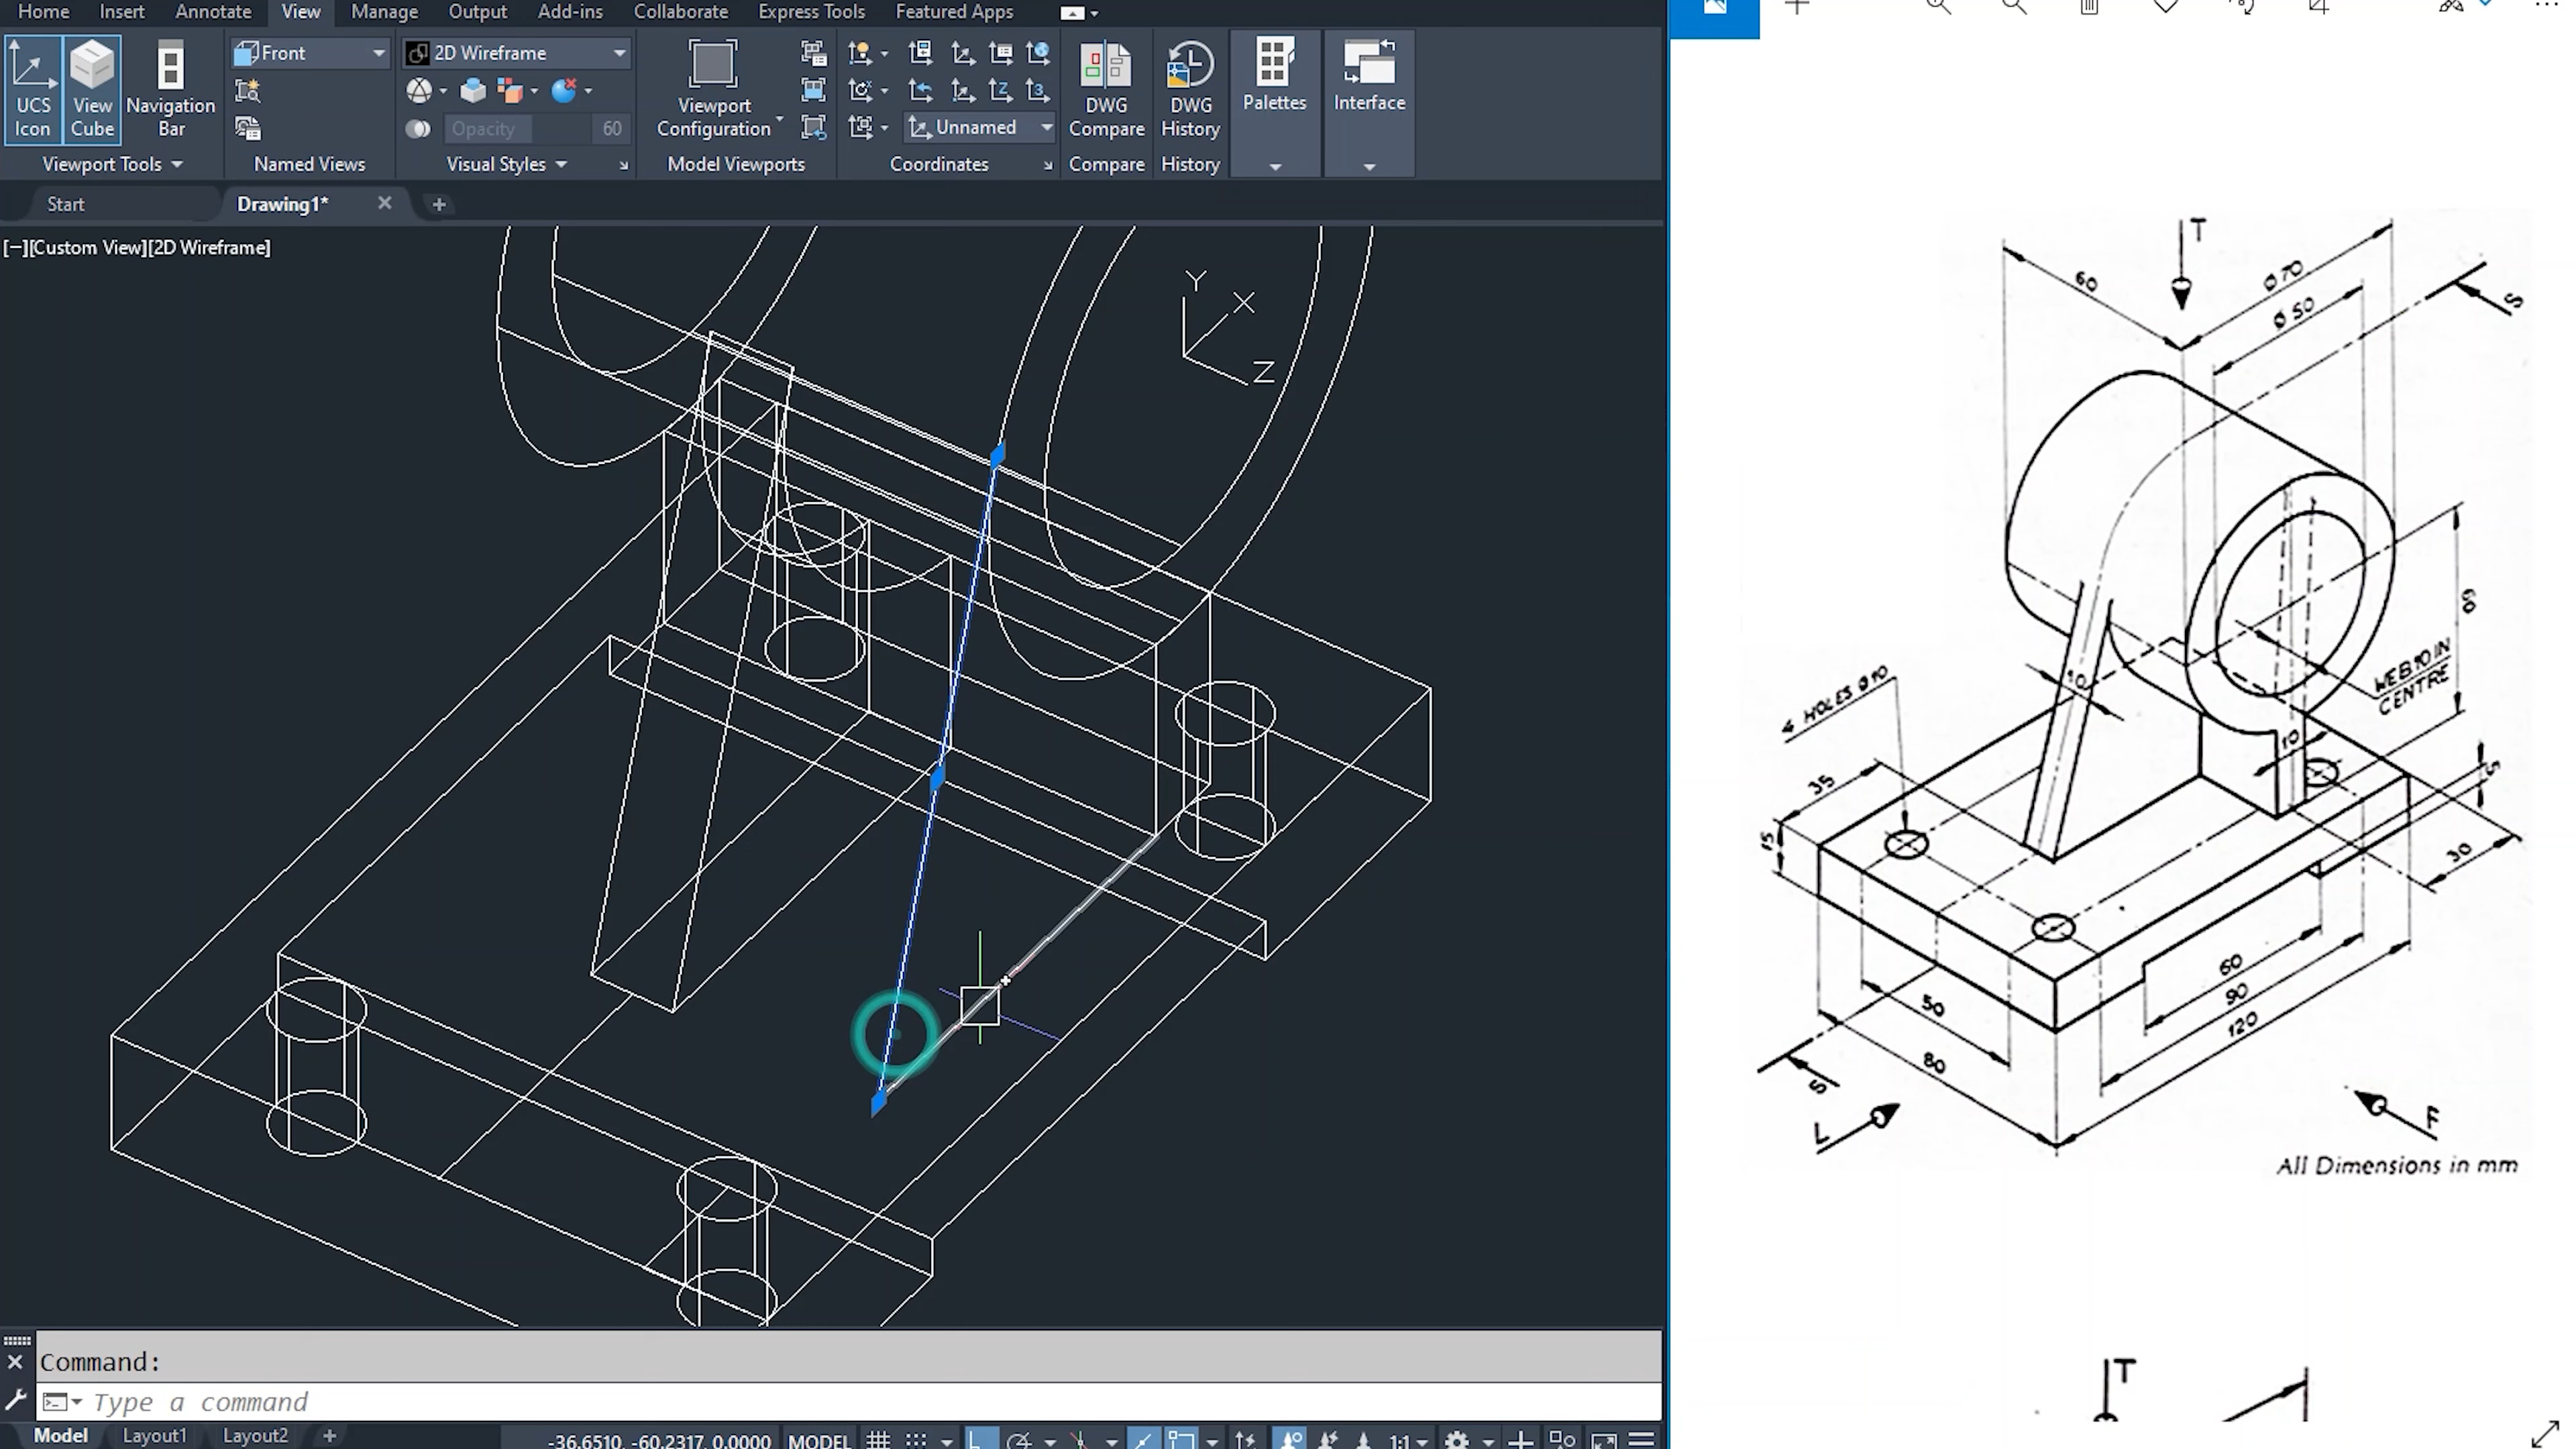 Home Insert Annotate View Manage Output Add-ins Collaborate Express Tools Featured Apps
Front
2D Wireframe
UCS Icon
View Cube
Navigation Bar
Opacity 60
Viewport Configuration
Unnamed
DWG Compare
DWG History
Palettes
Interface
Viewport Tools
Named Views
Visual Styles
Model Viewports
Coordinates
Compare
History
Start
Drawing1*
[−][Custom View][2D Wireframe]
Y
X
Z
Command:
Type a command
Model Layout1 Layout2
-36.6510, -60.2317, 0.0000 MODEL
1:1
T
60
Ø70
Ø50
S
60
WEB 10 IN
CENTRE
10
4 HOLES Ø10
10
35
15
5
30
60
90
120
50
80
S
L
F
All Dimensions in mm
T